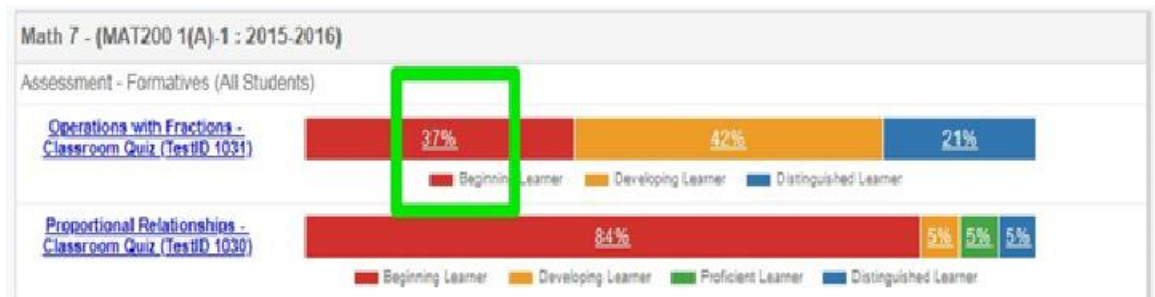 Math 7 - (MAT200 1(A)-1 : 2015-2016)
Assessment - Formatives (All Students)
Operations with Fractions -
Classroom Quiz (TestID 1031)
37% 42% 21%
Beginning Learner Developing Learner Distinguished Learner
Proportional Relationships -
Classroom Quiz (TestID 1030)
84% 5% 5% 5%
Beginning Learner Developing Learner Proficient Learner Distinguished Learner